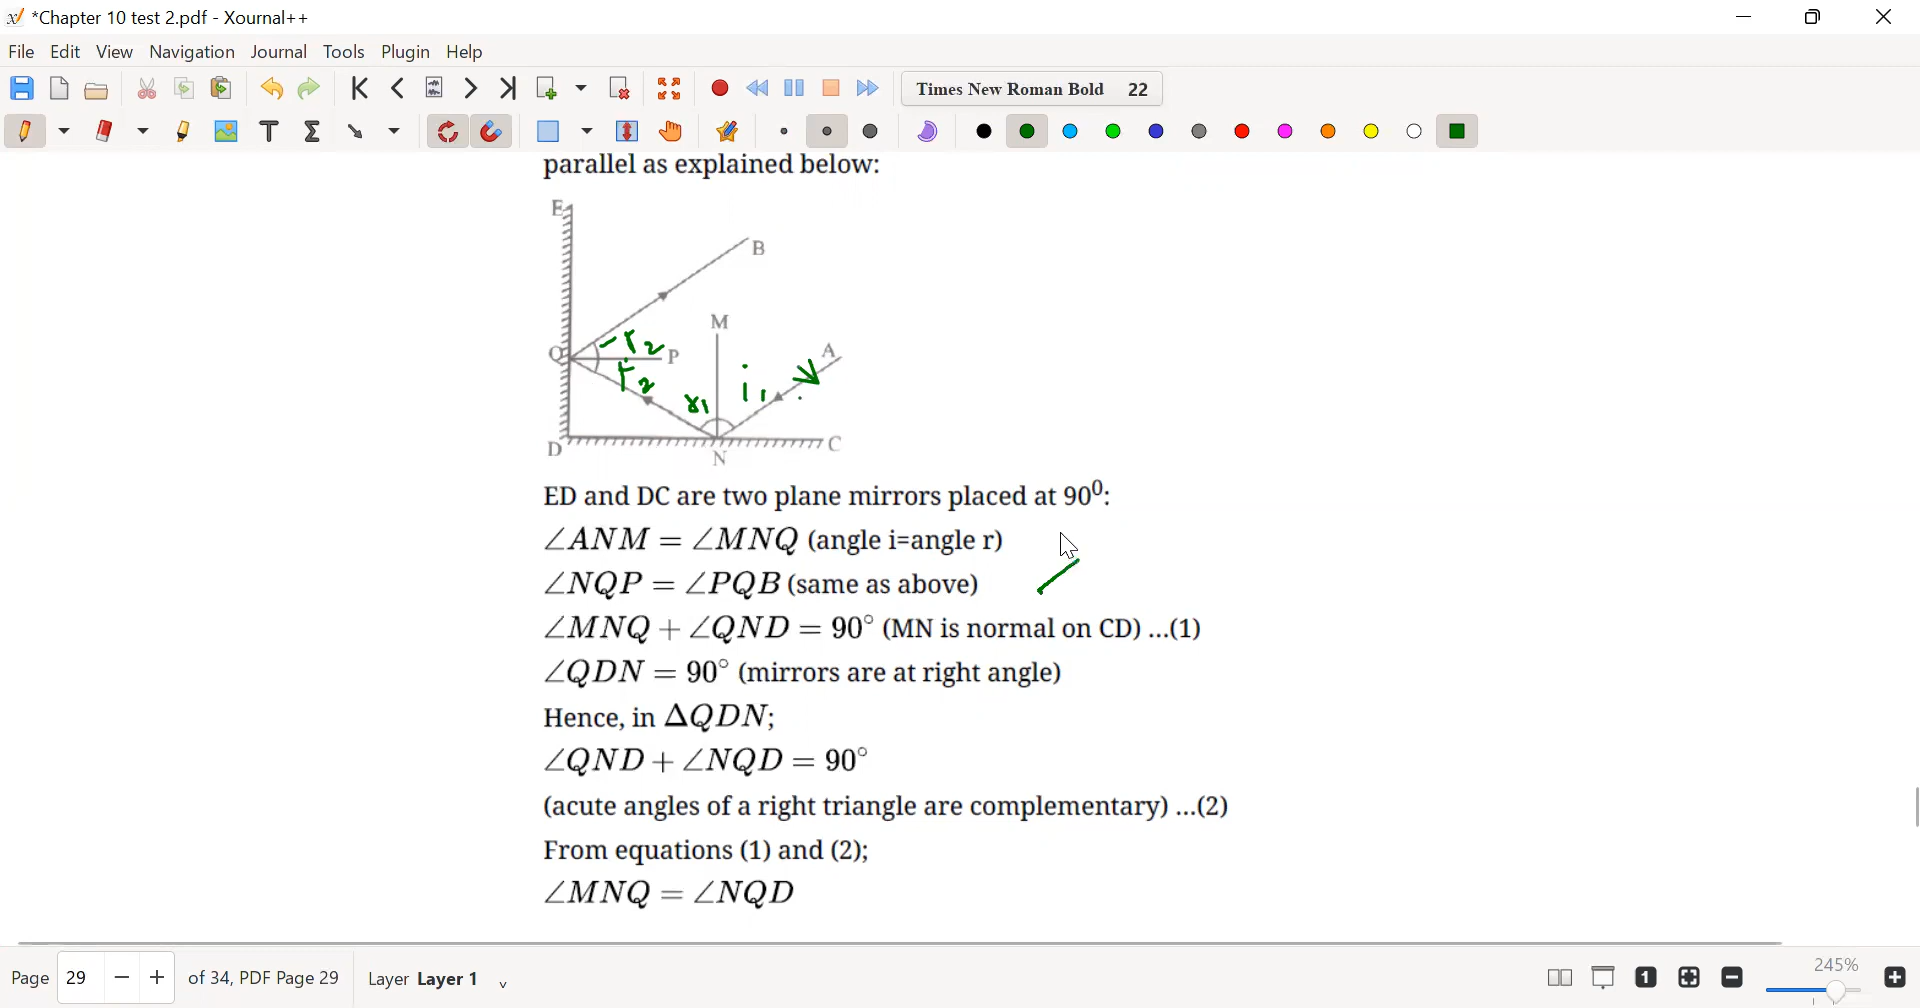 *Chapter 10 test 2.pdf - Xournal++
File Edit View Navigation Journal Tools Plugin Help
Times New Roman Bold 22
parallel as explained below:
E
B
M
A
Q
P
r2
i1
r1
D
N
C
ED and DC are two plane mirrors placed at 90⁰:
∠ANM = ∠MNQ (angle i=angle r)
∠NQP = ∠PQB (same as above)
∠MNQ + ∠QND = 90° (MN is normal on CD) ...(1)
∠QDN = 90° (mirrors are at right angle)
Hence, in ΔQDN;
∠QND + ∠NQD = 90°
(acute angles of a right triangle are complementary) ...(2)
From equations (1) and (2);
∠MNQ = ∠NQD
Page 29 of 34, PDF Page 29 Layer Layer 1 245%